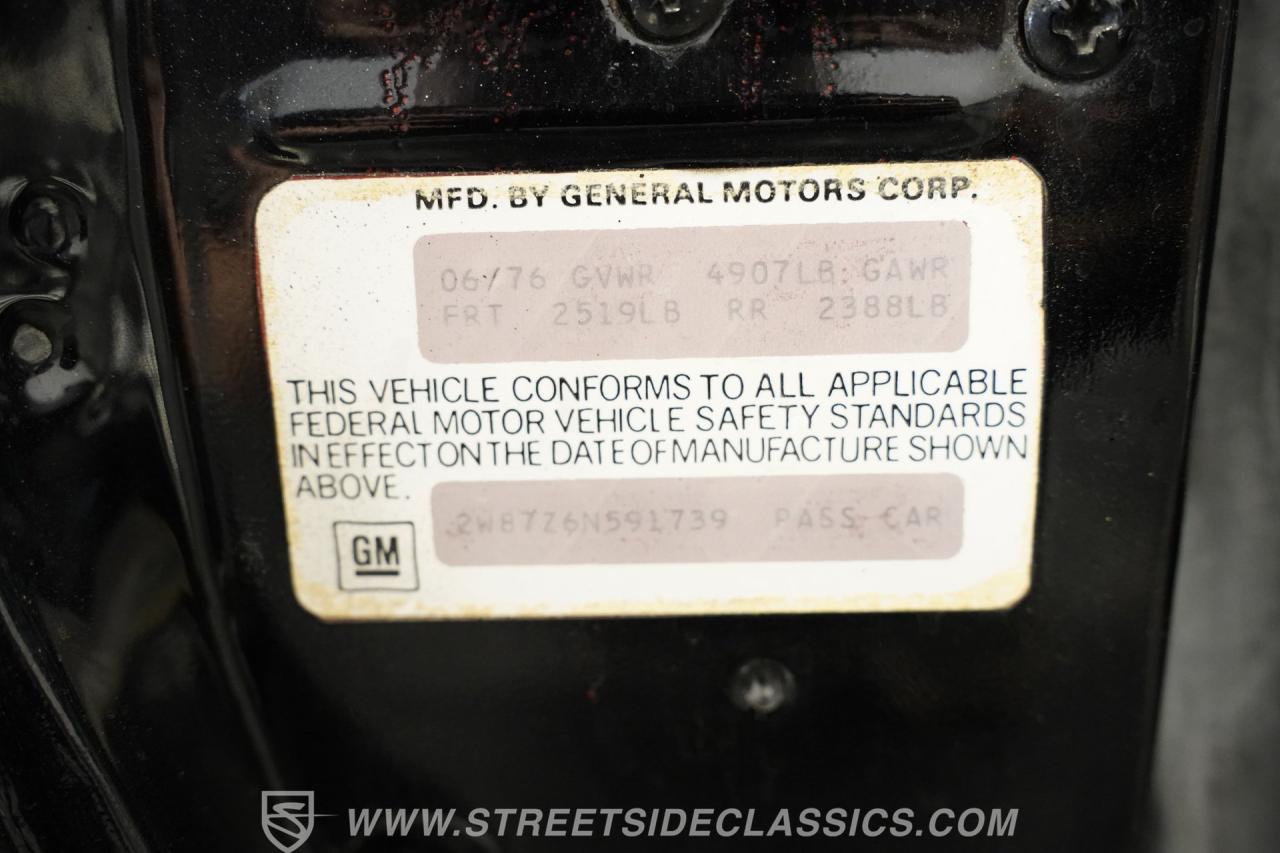 MFD. BY GENERAL MOTORS CORP.
06/76 GVWR 4907LB GAWR
FRT 2519LB RR 2388LB
THIS VEHICLE CONFORMS TO ALL APPLICABLE
FEDERAL MOTOR VEHICLE SAFETY STANDARDS
IN EFFECT ON THE DATE OF MANUFACTURE SHOWN
ABOVE.
2W87Z6N591739 PASS CAR
GM
WWW.STREETSIDECLASSICS.COM